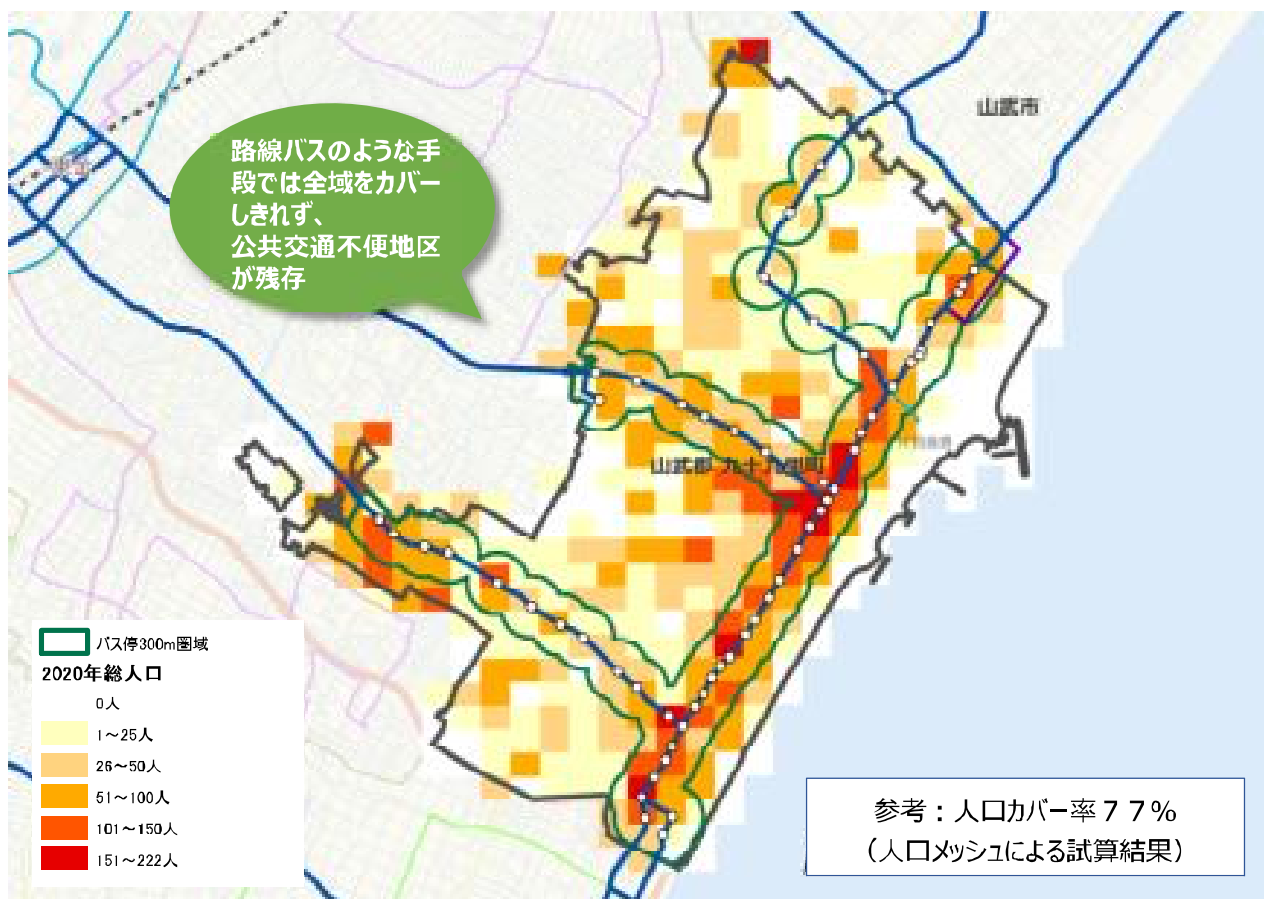 路線バスのような手
段では全域をカバー
しきれず、
公共交通不便地区
が残存
山武市
山武郡 九十九里町
バス停300m圏域
2020年総人口
0人
1～25人
26～50人
51～100人
101～150人
151～222人
参考：人口カバー率７７％
（人口メッシュによる試算結果）